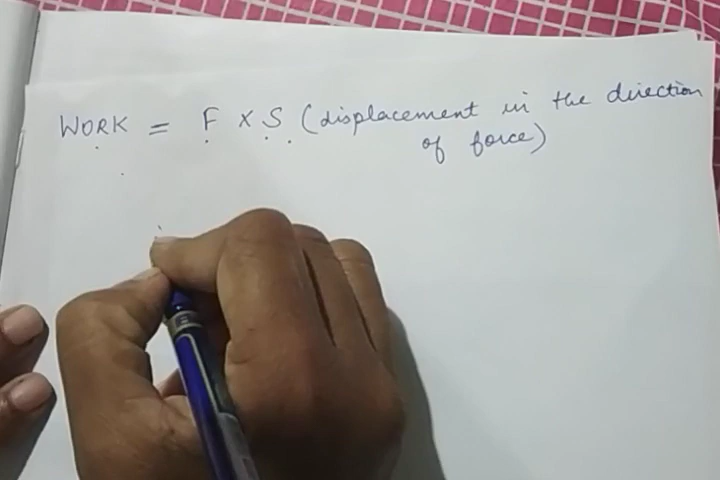 WORK = F X S (displacement in the direction
of force)